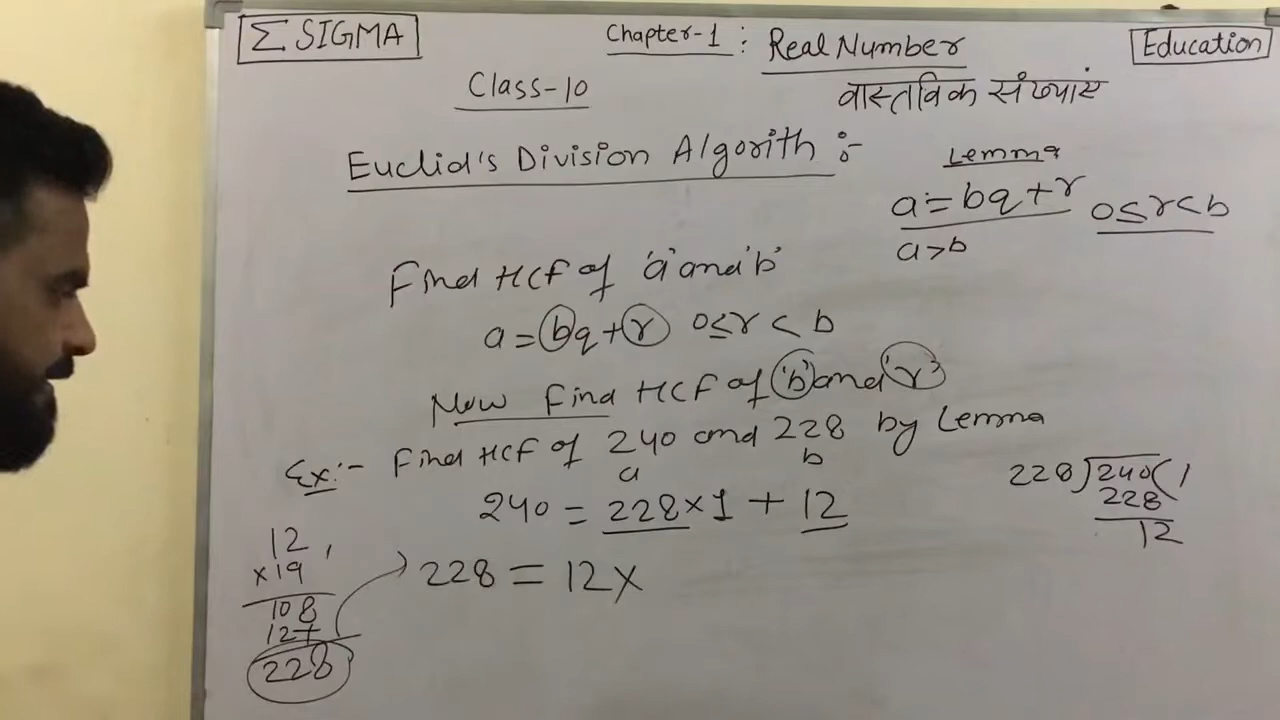 Σ SIGMA
Chapter-1 : Real Number
Education
Class-10
वास्तविक संख्याएं
Euclid's Division Algorith :-
Lemma
a = bq + r 0 ≤ r < b
a > b
Find HCF of 'a' and 'b'
a = bq + r 0 ≤ r < b
Now Find HCF of 'b' and 'r'
Ex:- Find HCF of 240 and 228 by Lemma
a b
240 = 228 × 1 + 12
228 ) 240 ( 1
228
12
12
× 19
108
12+
228
228 = 12 ×